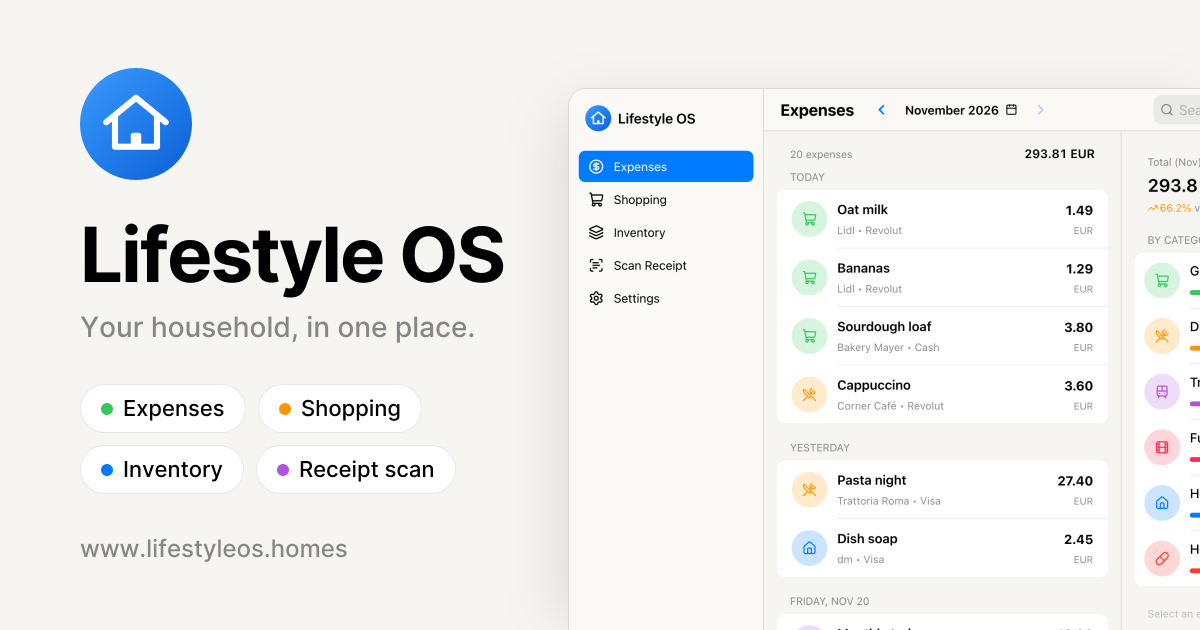 Lifestyle OS
Your household, in one place.
Expenses
Shopping
Inventory
Receipt scan
www.lifestyleos.homes
Lifestyle OS
Expenses
Shopping
Inventory
Scan Receipt
Settings
Expenses
November 2026
20 expenses
293.81 EUR
TODAY
Oat milk
1.49
Lidl • Revolut
EUR
Bananas
1.29
Lidl • Revolut
EUR
Sourdough loaf
3.80
Bakery Mayer • Cash
EUR
Cappuccino
3.60
Corner Café • Revolut
EUR
YESTERDAY
Pasta night
27.40
Trattoria Roma • Visa
EUR
Dish soap
2.45
dm • Visa
EUR
FRIDAY, NOV 20
Total (Nov)
66.2%
Select an